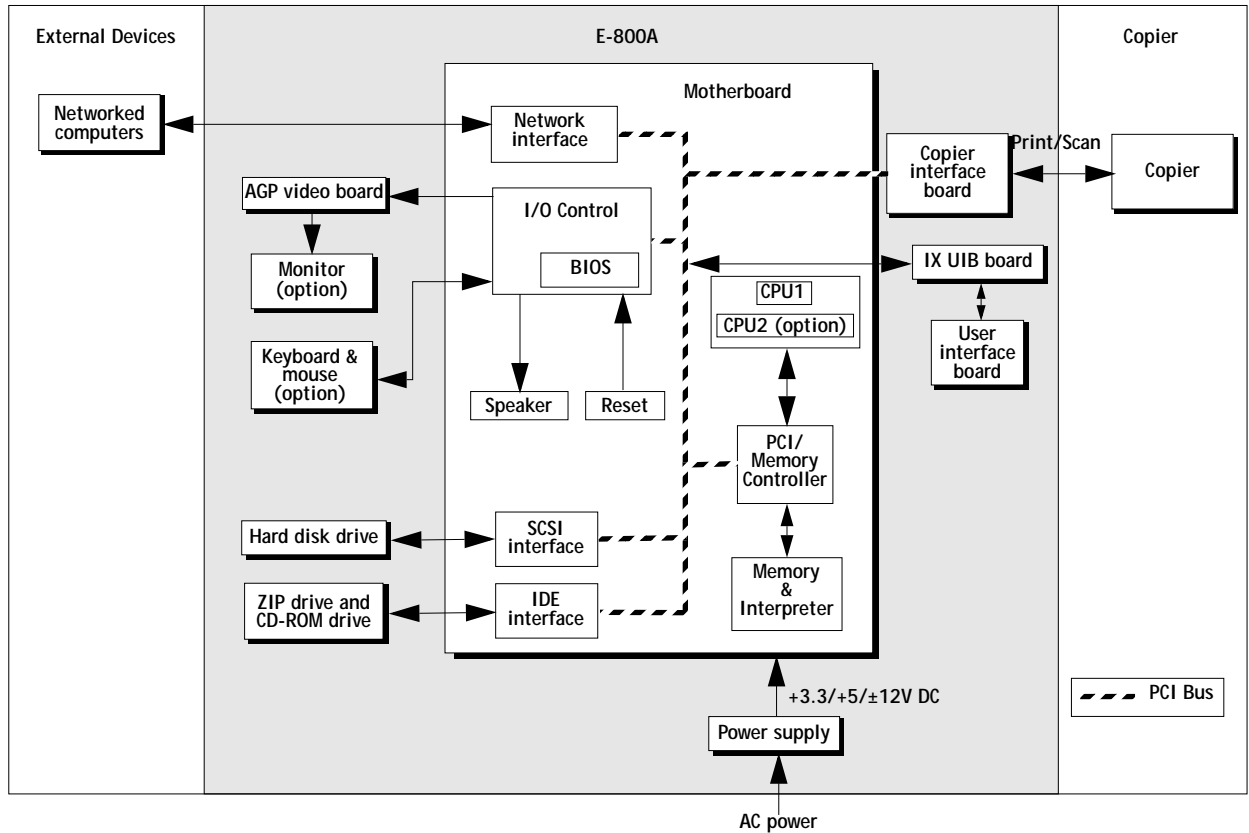 External Devices
E-800A
Copier
Motherboard
Networked
computers
Network
interface
Copier
interface
board
Print/Scan
Copier
AGP video board
I/O Control
BIOS
Monitor
(option)
IX UIB board
CPU1
CPU2 (option)
User
interface
board
Keyboard &
mouse
(option)
Speaker
Reset
PCI/
Memory
Controller
Hard disk drive
SCSI
interface
Memory
&
Interpreter
ZIP drive and
CD-ROM drive
IDE
interface
+3.3/+5/±12V DC
PCI Bus
Power supply
AC power